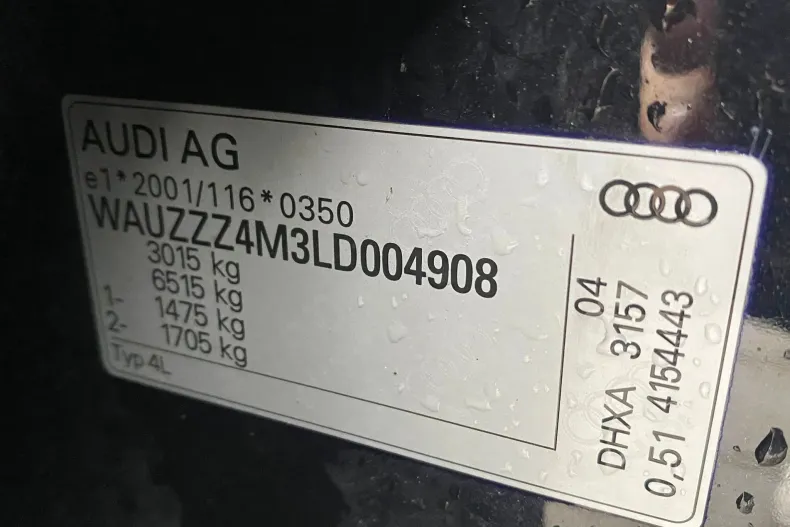 AUDI AG
e1*2001/116*0350
WAUZZZ4M3LD004908
3015 kg
6515 kg
1- 1475 kg
2- 1705 kg
Typ 4L
04
DHXA 3157
0,51 4154443